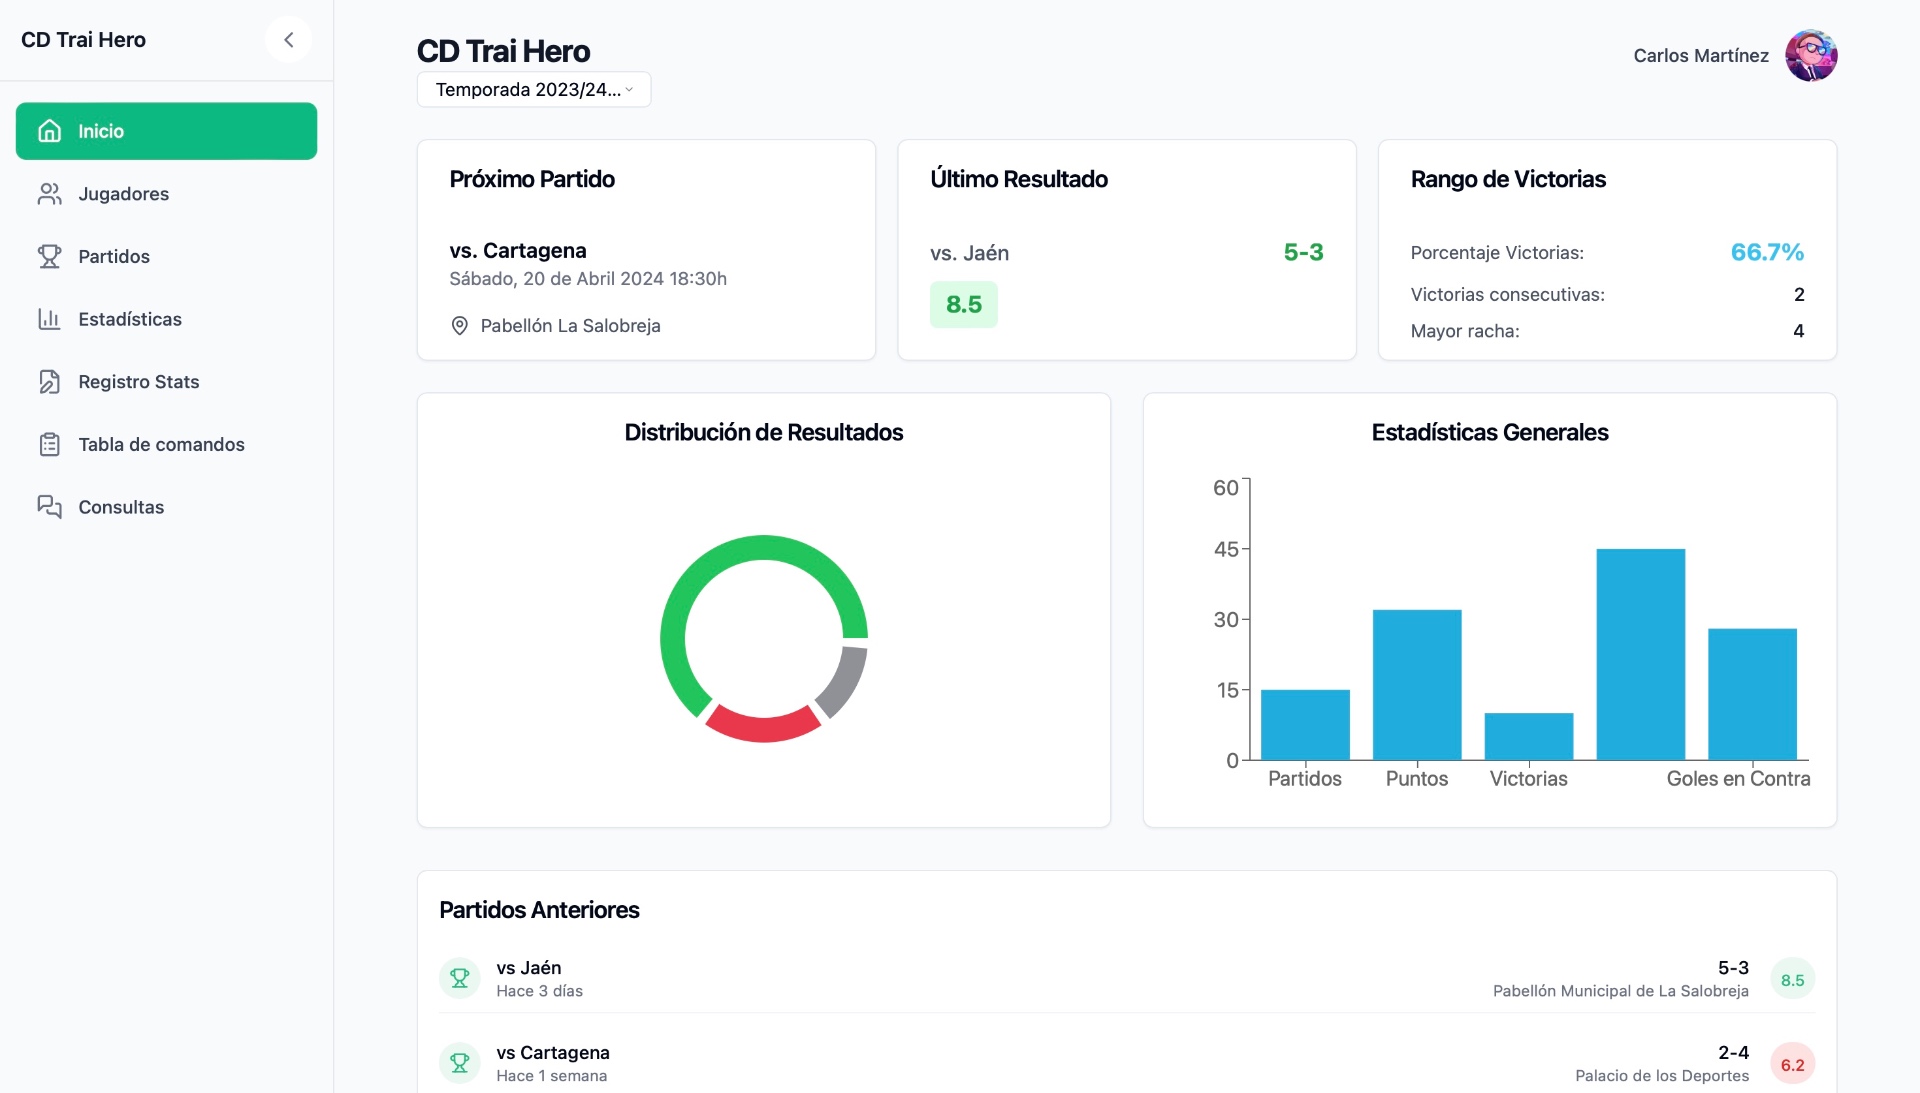 CD Trai Hero
Inicio
Jugadores
Partidos
Estadísticas
Registro Stats
Tabla de comandos
Consultas
CD Trai Hero
Temporada 2023/24...
Carlos Martínez
Próximo Partido
vs. Cartagena
Sábado, 20 de Abril 2024 18:30h
Pabellón La Salobreja
Último Resultado
vs. Jaén 5-3
8.5
Rango de Victorias
Porcentaje Victorias: 66.7%
Victorias consecutivas: 2
Mayor racha: 4
Distribución de Resultados
Estadísticas Generales
60
45
30
15
0
Partidos Puntos Victorias Goles en Contra
Partidos Anteriores
vs Jaén 5-3
Hace 3 días Pabellón Municipal de La Salobreja 8.5
vs Cartagena 2-4
Hace 1 semana Palacio de los Deportes 6.2